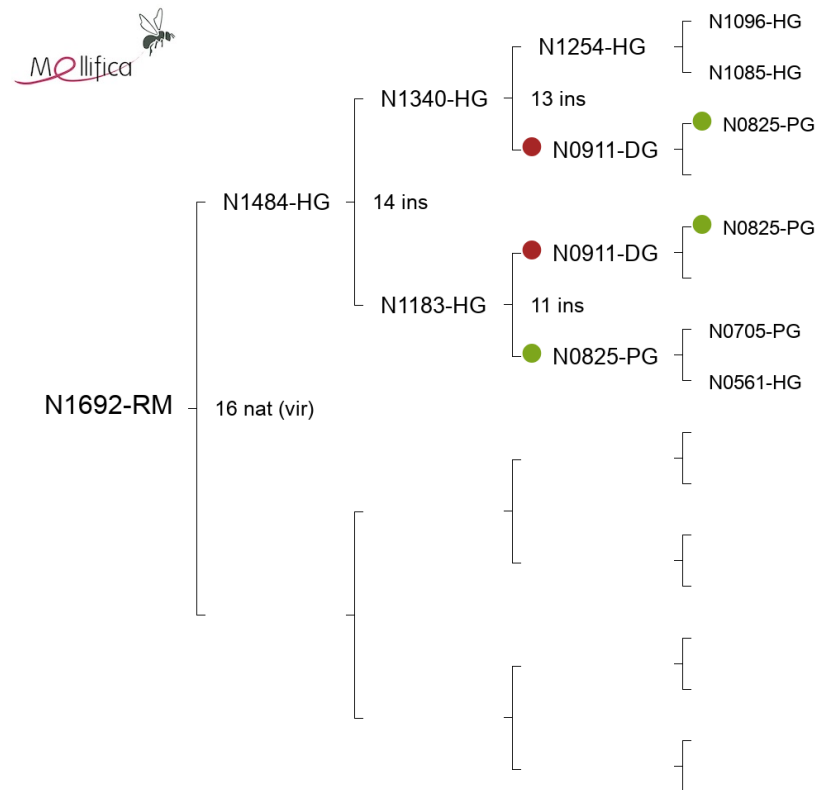 Mellifica
N1096-HG
N1254-HG
N1085-HG
N1340-HG
13 ins
N0825-PG
N0911-DG
N1484-HG
14 ins
N0825-PG
N0911-DG
N1183-HG
11 ins
N0705-PG
N0825-PG
N0561-HG
N1692-RM
16 nat (vir)